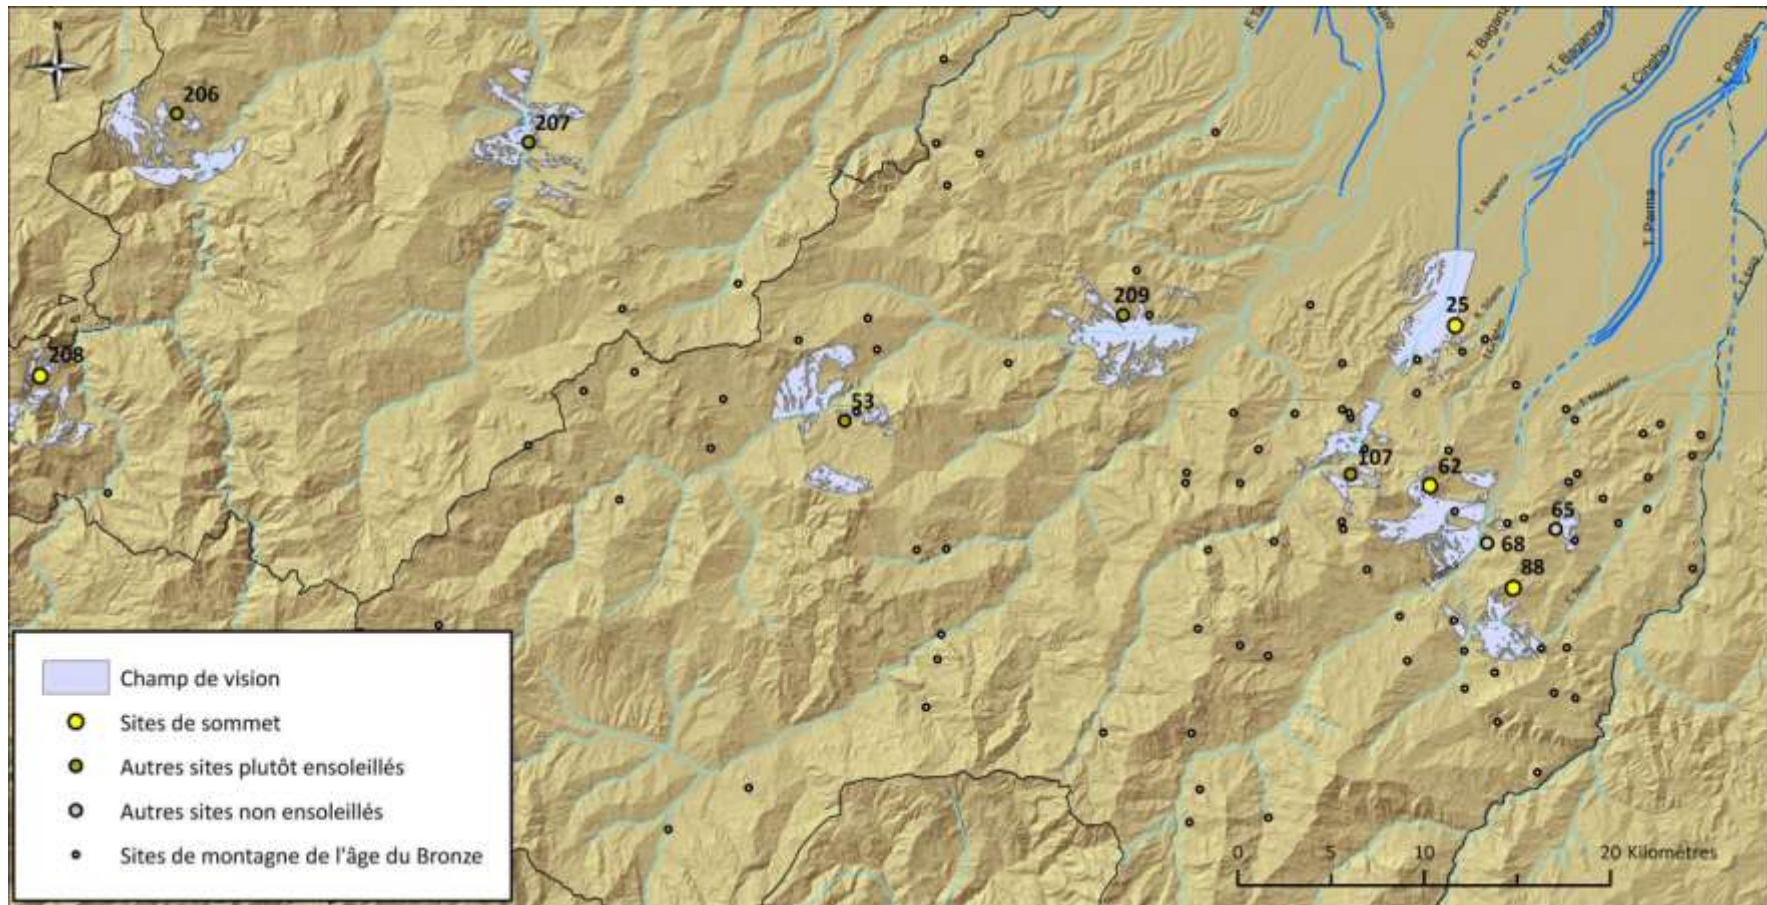 N
206
207
208
53
209
25
107
62
65
68
88
T. Baganza
T. Cinghio
T. Parma
T. Parma
Champ de vision
Sites de sommet
Autres sites plutôt ensoleillés
Autres sites non ensoleillés
Sites de montagne de l'âge du Bronze
0 5 10 20 Kilomètres